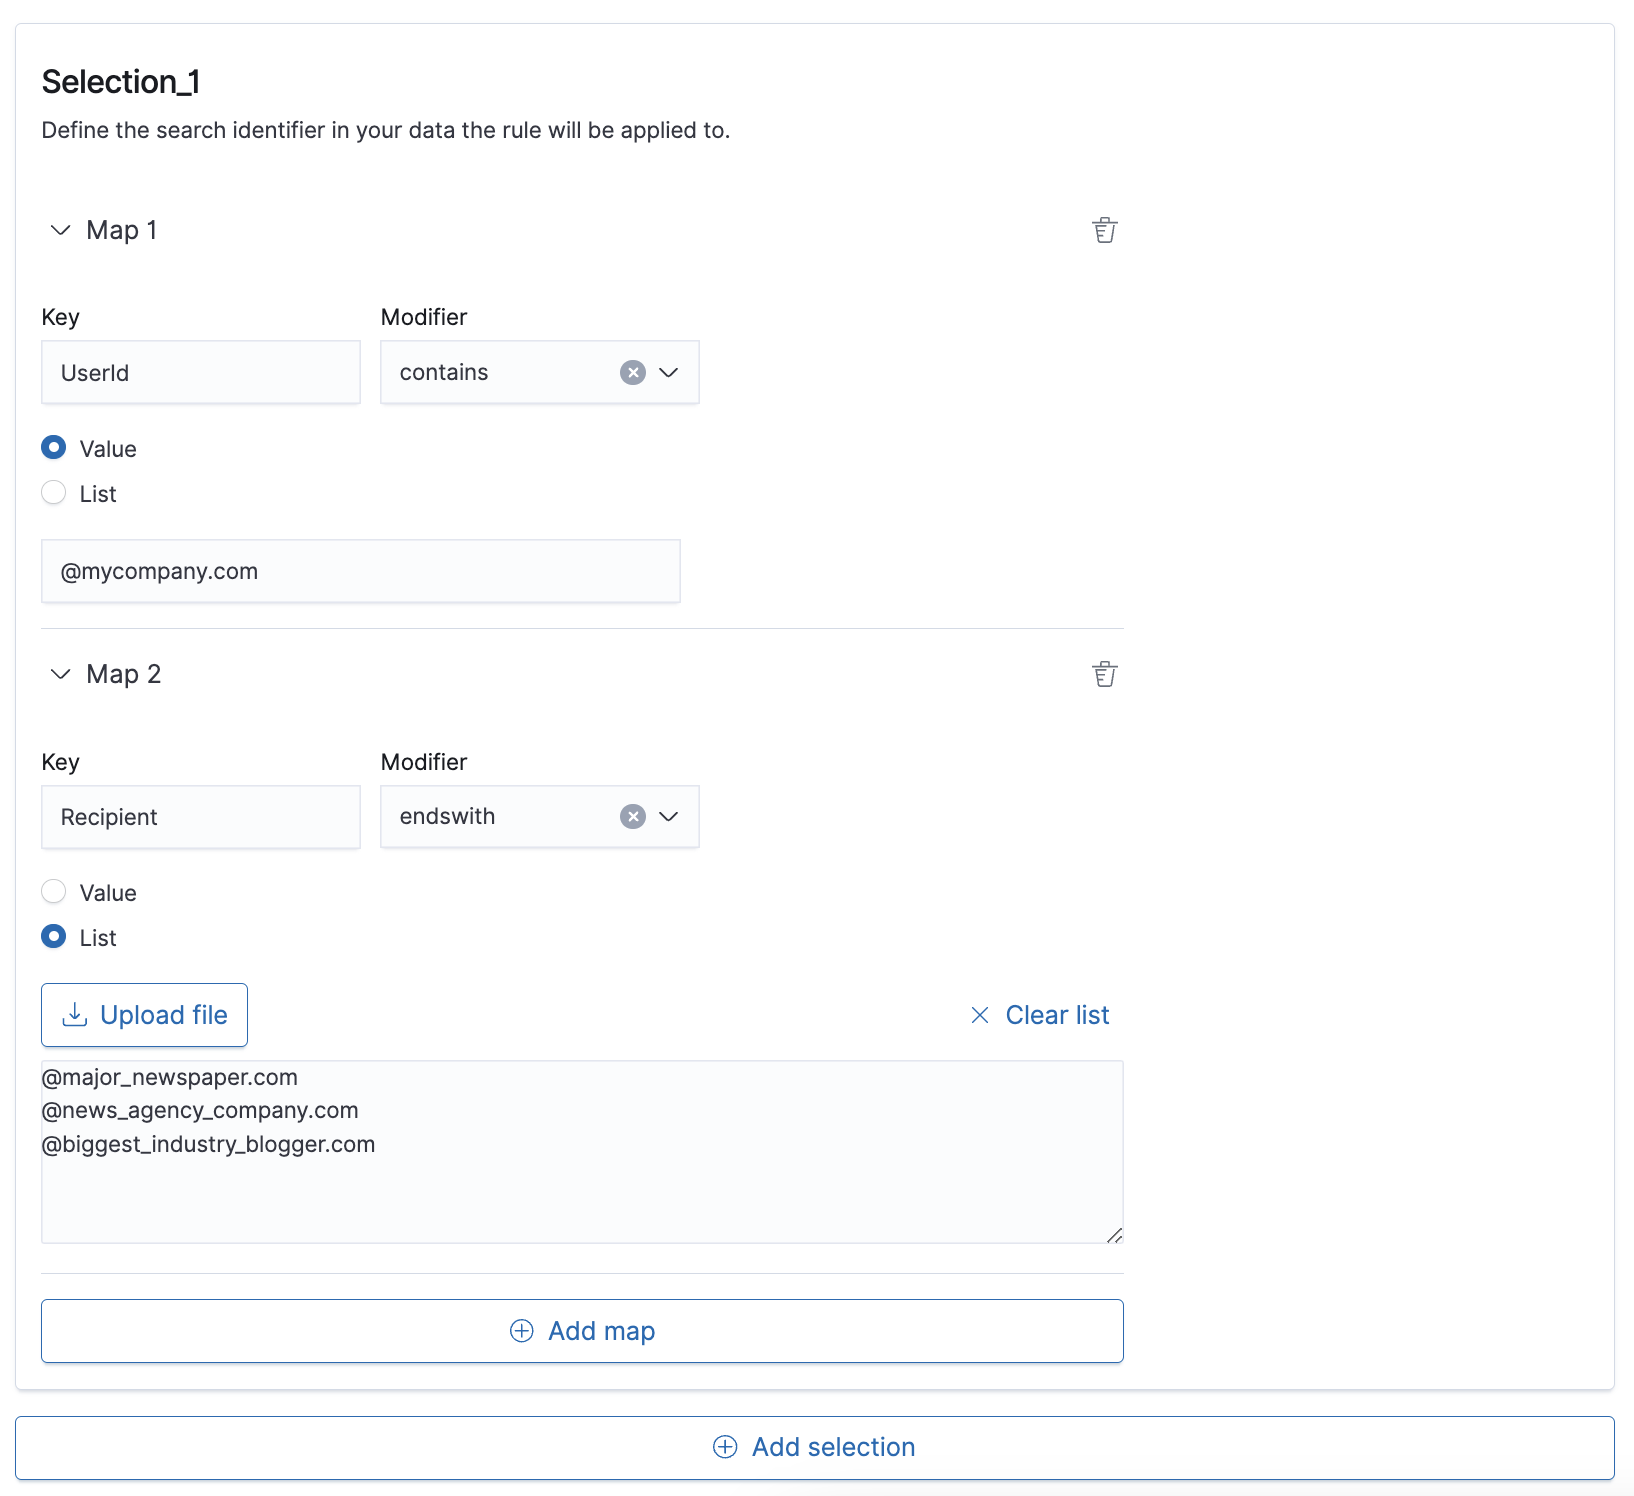 Selection_1
Define the search identifier in your data the rule will be applied to.
Map 1
Key Modifier
UserId contains
Value
List
@mycompany.com
Map 2
Key Modifier
Recipient endswith
Value
List
Upload file Clear list
@major_newspaper.com
@news_agency_company.com
@biggest_industry_blogger.com
Add map
Add selection